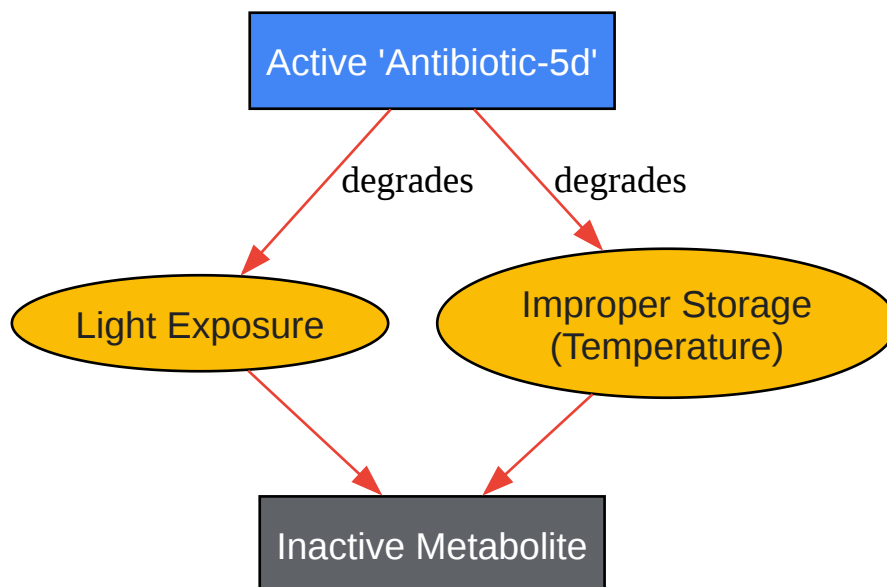 Active 'Antibiotic-5d'
degrades
degrades
Light Exposure
Improper Storage
(Temperature)
Inactive Metabolite